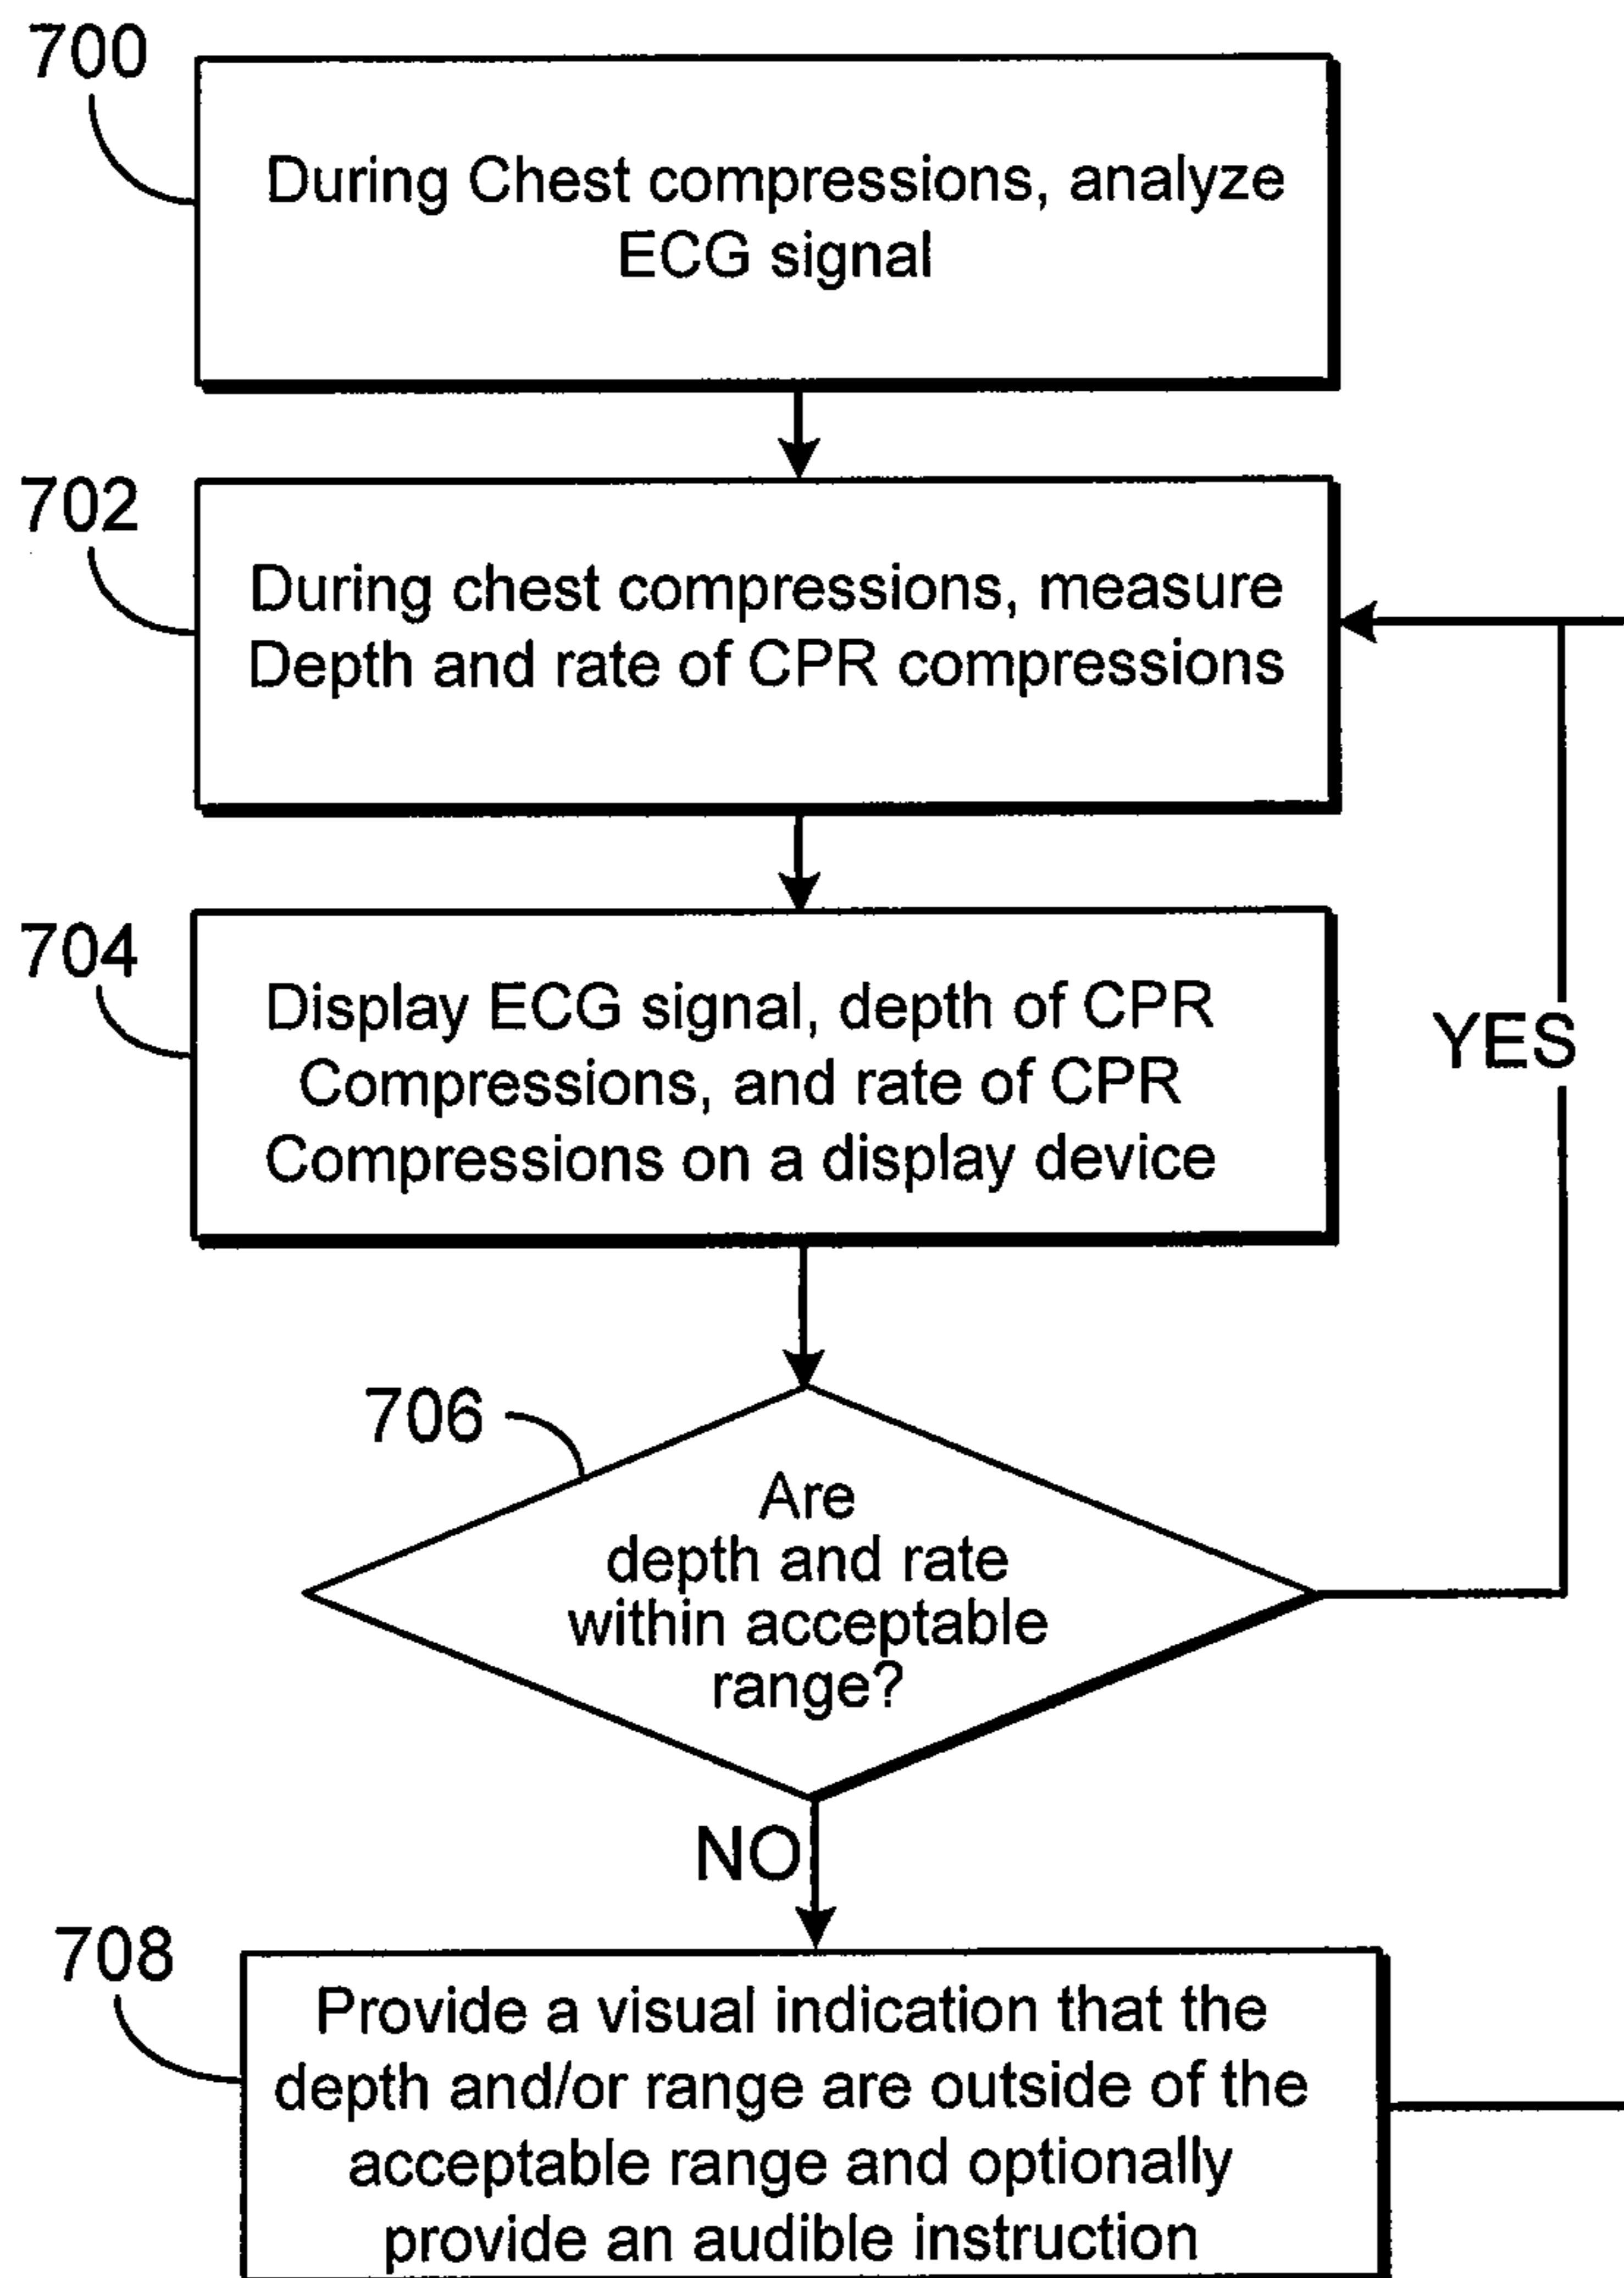 700
During Chest compressions, analyze
ECG signal
702
During chest compressions, measure
Depth and rate of CPR compressions
704
Display ECG signal, depth of CPR
Compressions, and rate of CPR
Compressions on a display device
YES
706
Are
depth and rate
within acceptable
range?
NO
708
Provide a visual indication that the
depth and/or range are outside of the
acceptable range and optionally
provide an audible instruction